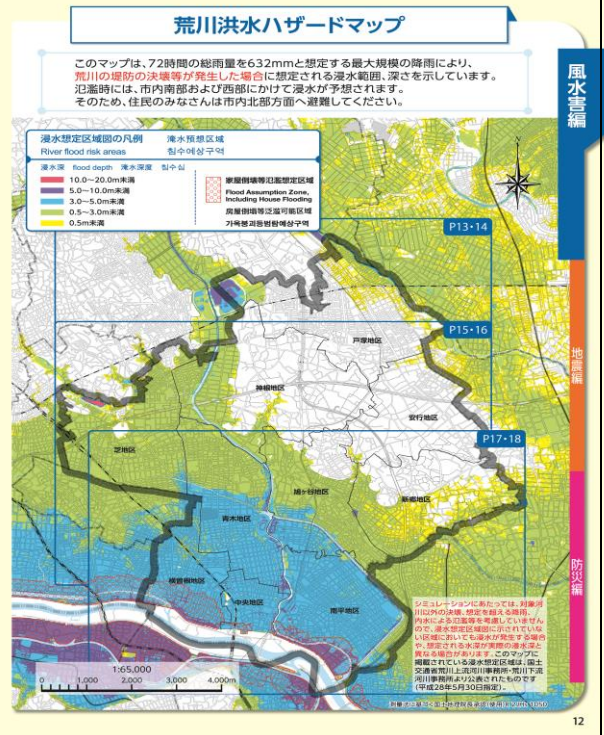 荒川洪水ハザードマップ
このマップは、72時間の総雨量を632mmと想定する最大規模の降雨により、
荒川の堤防の決壊等が発生した場合に想定される浸水範囲、深さを示しています。
氾濫時には、市内南部および西部にかけて浸水が予想されます。
そのため、住民のみなさんは市内北部方面へ避難してください。
風水害編
地震編
防災編
浸水想定区域図の凡例 淹水预想区域
River flood risk areas 침수예상구역
浸水深 flood depth 淹水深度 침수심
10.0~20.0m未満
5.0~10.0m未満
3.0~5.0m未満
0.5~3.0m未満
0.5m未満
家屋倒壊等氾濫想定区域
Flood Assumption Zone,
Including House Flooding
房屋倒塌等泛滥可能区域
가옥붕괴등범람예상구역
P13・14
P15・16
P17・18
戸塚地区
神根地区
安行地区
芝地区
鳩ヶ谷地区
新郷地区
青木地区
横曽根地区
中央地区
南平地区
シミュレーションにあたっては、対象河
川以外の決壊、想定を超える降雨、
内水による氾濫等を考慮していません
ので、浸水想定区域図に示されていな
い区域においても浸水が発生する場合
や、想定される水深が実際の浸水深と
異なる場合があります。このマップに
掲載されている浸水想定区域は、国土
交通省荒川上流河川事務所・荒川下流
河川事務所より公表されたものです
(平成28年5月30日指定)。
1:65,000
0 1,000 2,000 3,000 4,000m
12